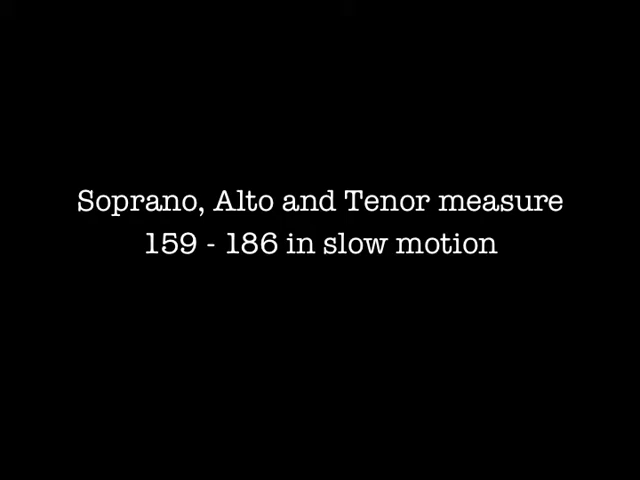 Soprano, Alto and Tenor measure
159 - 186 in slow motion